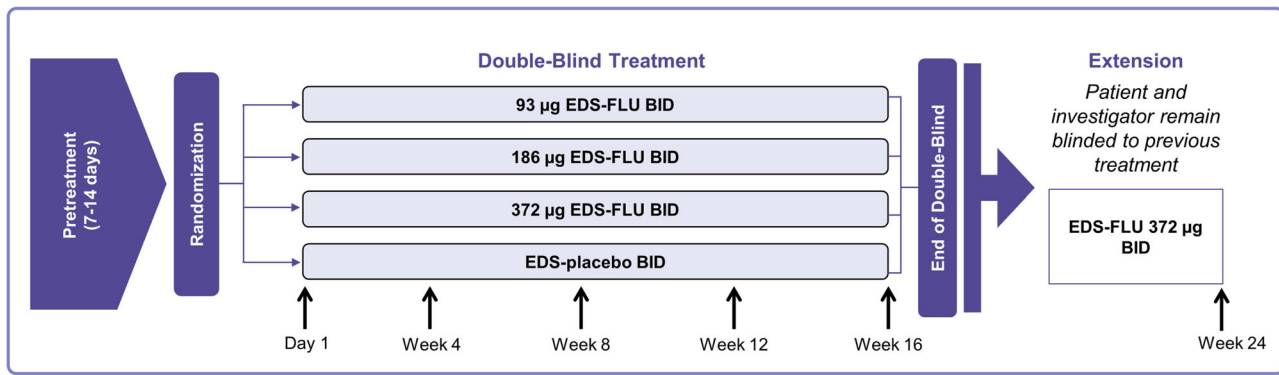 Pretreatment
(7-14 days)
Randomization
Double-Blind Treatment
93 µg EDS-FLU BID
186 µg EDS-FLU BID
372 µg EDS-FLU BID
EDS-placebo BID
Day 1
Week 4
Week 8
Week 12
Week 16
End of Double-Blind
Extension
Patient and
investigator remain
blinded to previous
treatment
EDS-FLU 372 µg
BID
Week 24